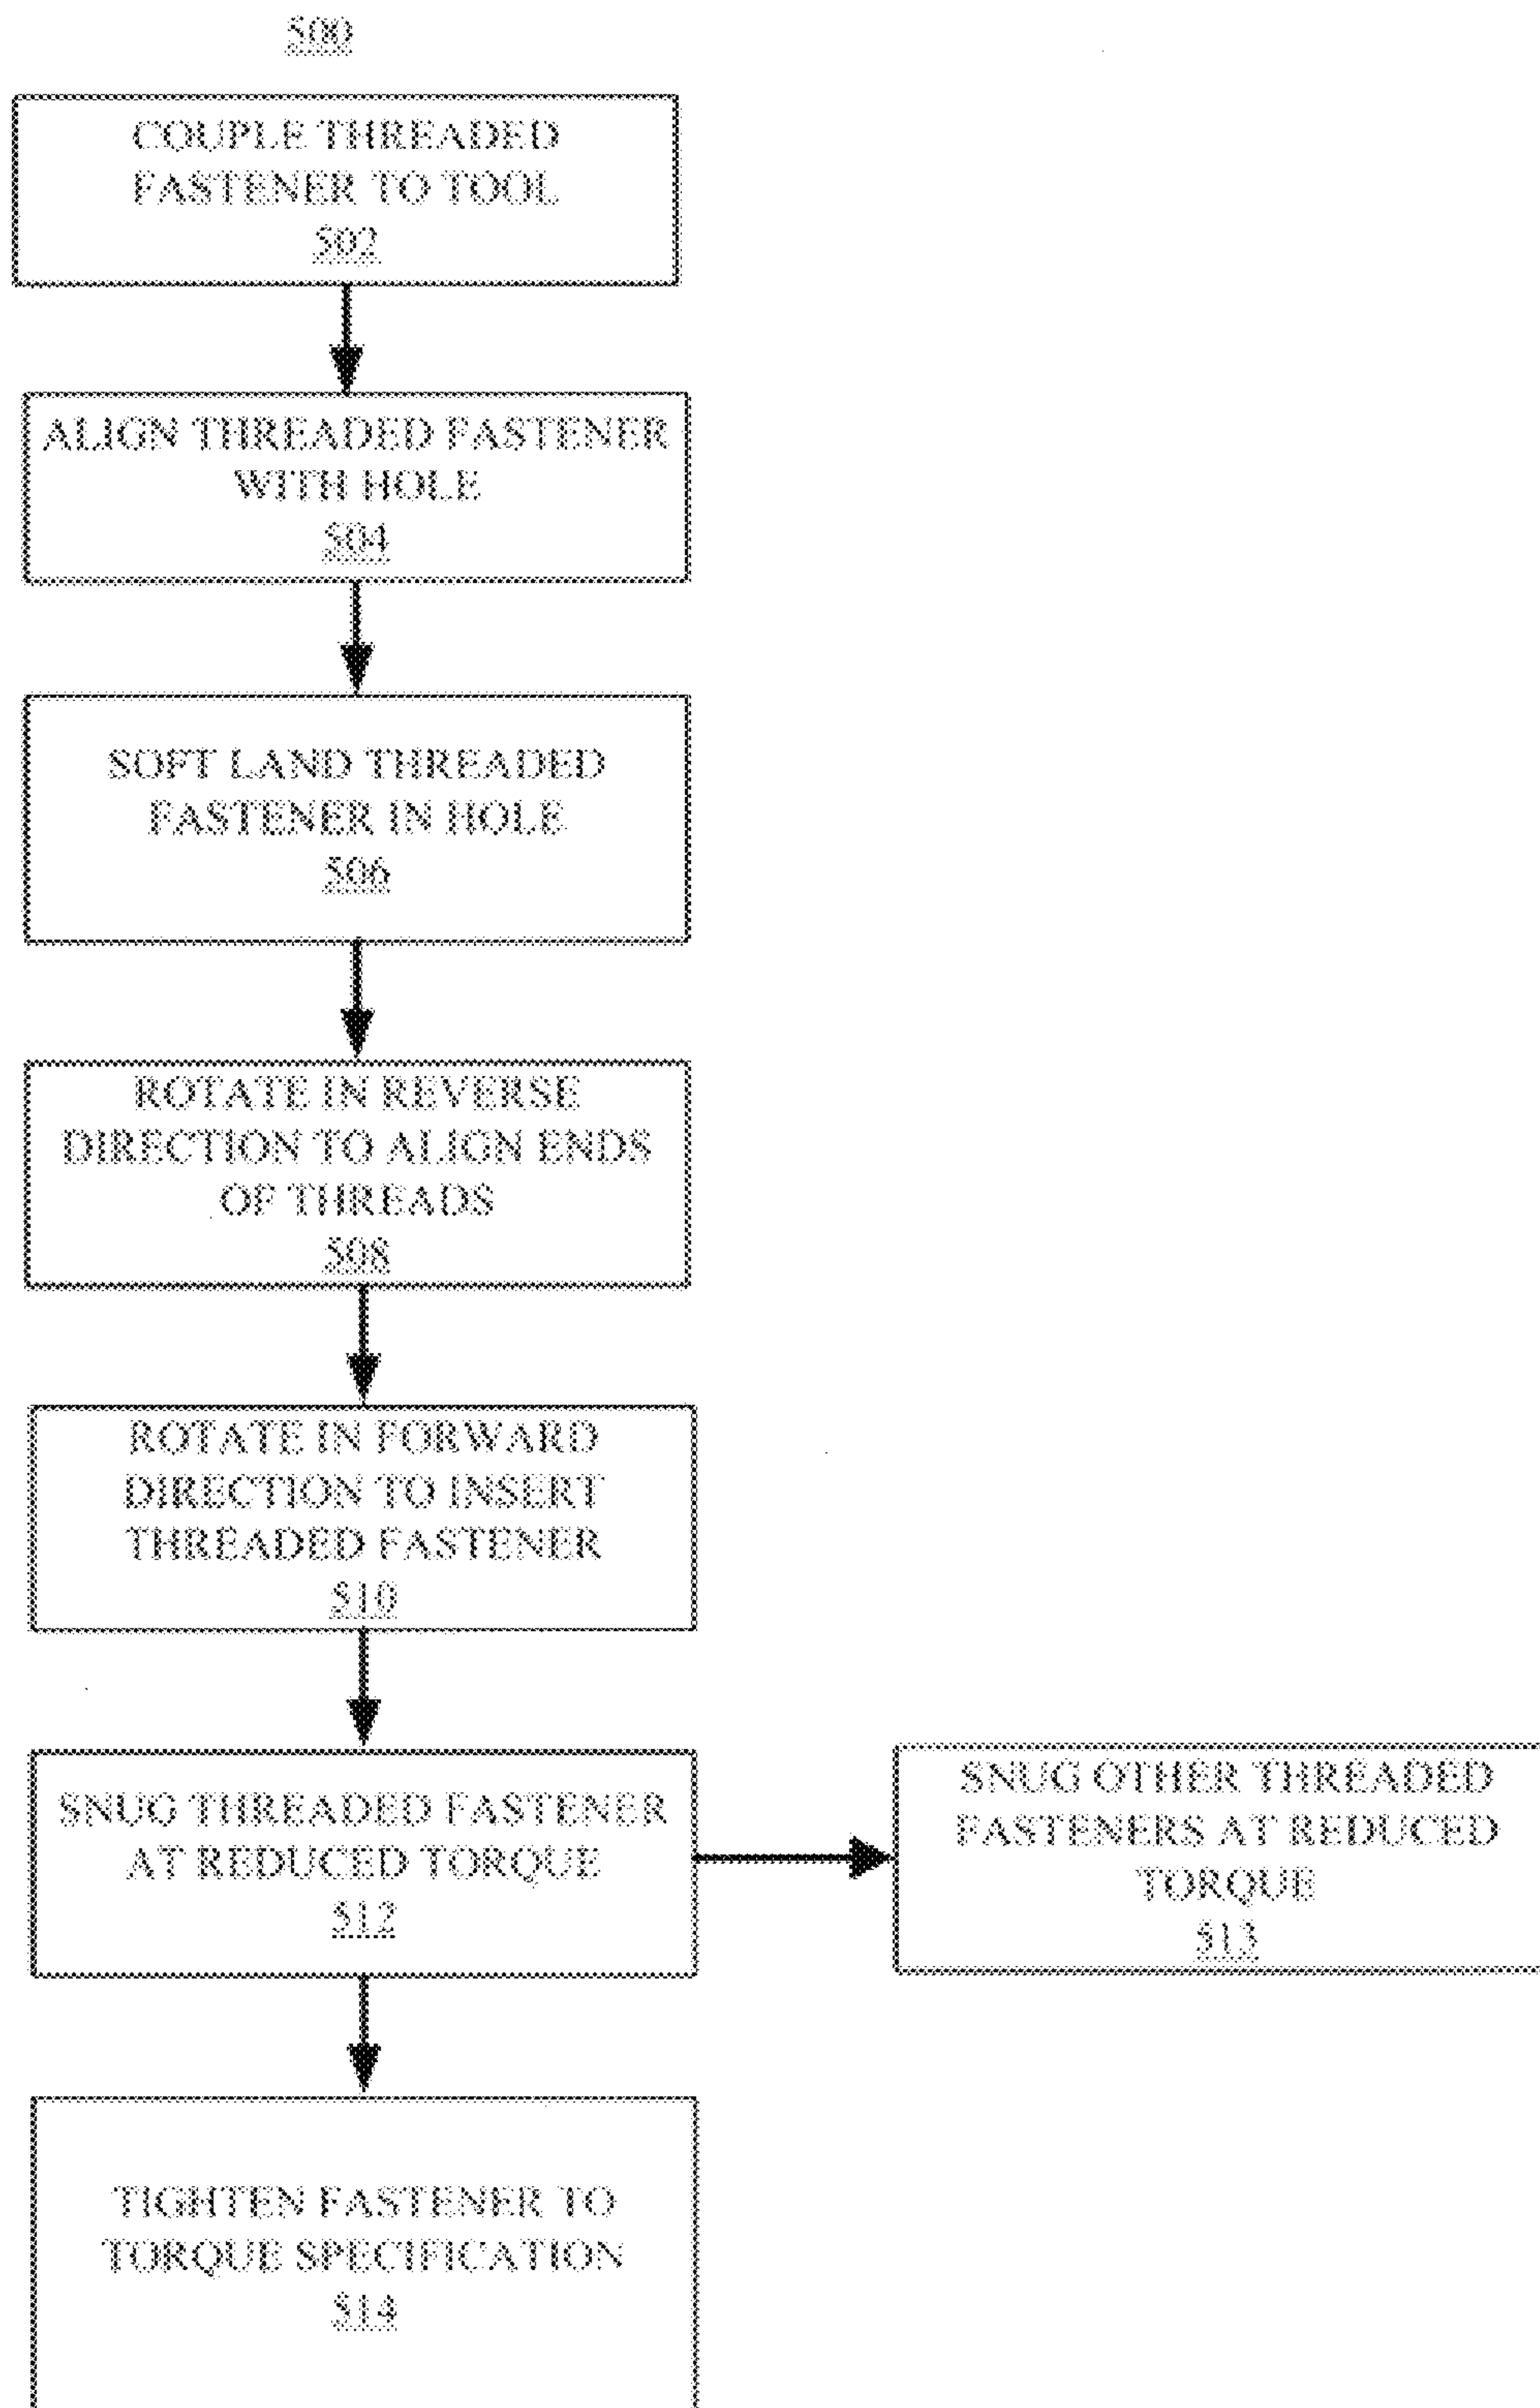 500
COUPLE THREADED
FASTENER TO TOOL
502
ALIGN THREADED FASTENER
WITH HOLE
504
SOFT LAND THREADED
FASTENER IN HOLE
506
ROTATE IN REVERSE
DIRECTION TO ALIGN ENDS
OF THREADS
508
ROTATE IN FORWARD
DIRECTION TO INSERT
THREADED FASTENER
510
SNUG THREADED FASTENER
AT REDUCED TORQUE
512
SNUG OTHER THREADED
FASTENERS AT REDUCED
TORQUE
513
TIGHTEN FASTENER TO
TORQUE SPECIFICATION
514